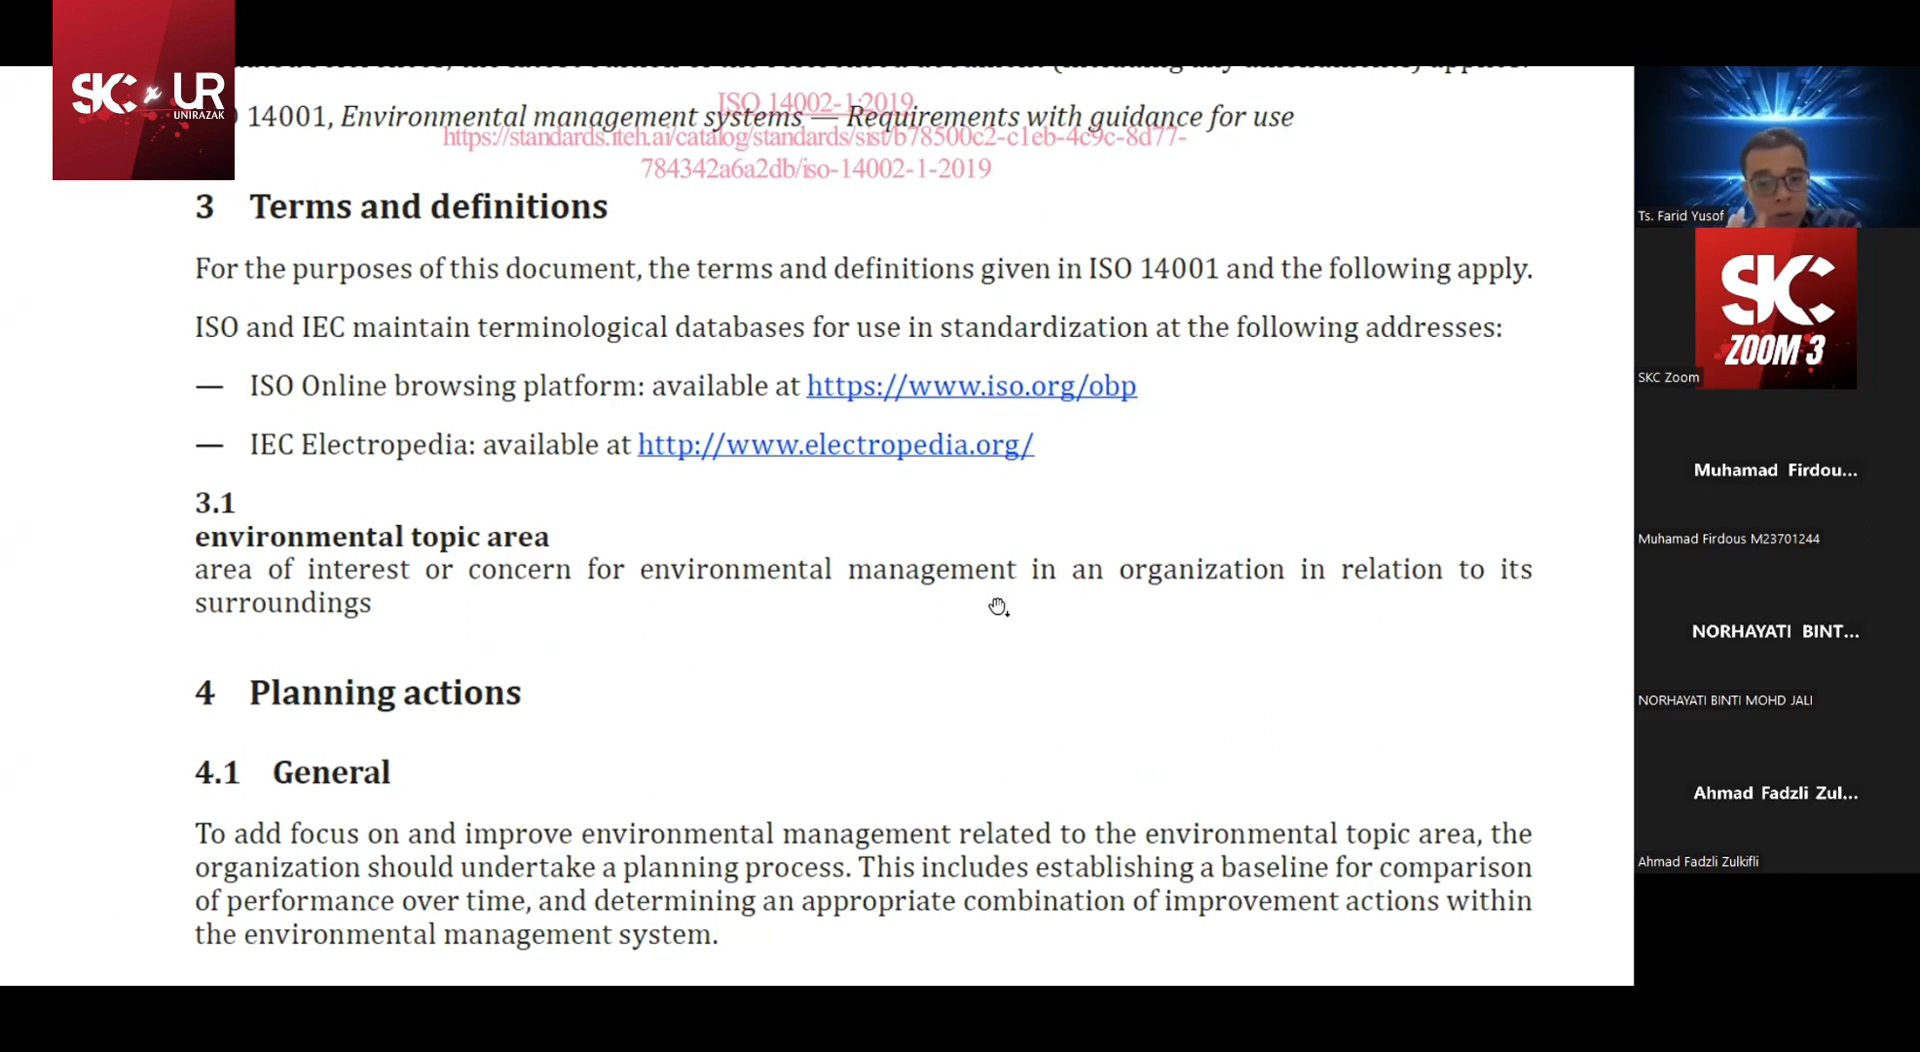 SKC x UR
UNIRAZAK
14001, Environmental management systems — Requirements with guidance for use
ISO 14002-1:2019
https://standards.iteh.ai/catalog/standards/sist/b78500c2-c1eb-4c9c-8d77-
784342a6a2db/iso-14002-1-2019
3 Terms and definitions
For the purposes of this document, the terms and definitions given in ISO 14001 and the following apply.
ISO and IEC maintain terminological databases for use in standardization at the following addresses:
— ISO Online browsing platform: available at https://www.iso.org/obp
— IEC Electropedia: available at http://www.electropedia.org/
3.1
environmental topic area
area of interest or concern for environmental management in an organization in relation to its
surroundings
4 Planning actions
4.1 General
To add focus on and improve environmental management related to the environmental topic area, the
organization should undertake a planning process. This includes establishing a baseline for comparison
of performance over time, and determining an appropriate combination of improvement actions within
the environmental management system.
Ts. Farid Yusof
SKC
ZOOM 3
SKC Zoom
Muhamad Firdou...
Muhamad Firdous M23701244
NORHAYATI BINT...
NORHAYATI BINTI MOHD JALI
Ahmad Fadzli Zul...
Ahmad Fadzli Zulkifli